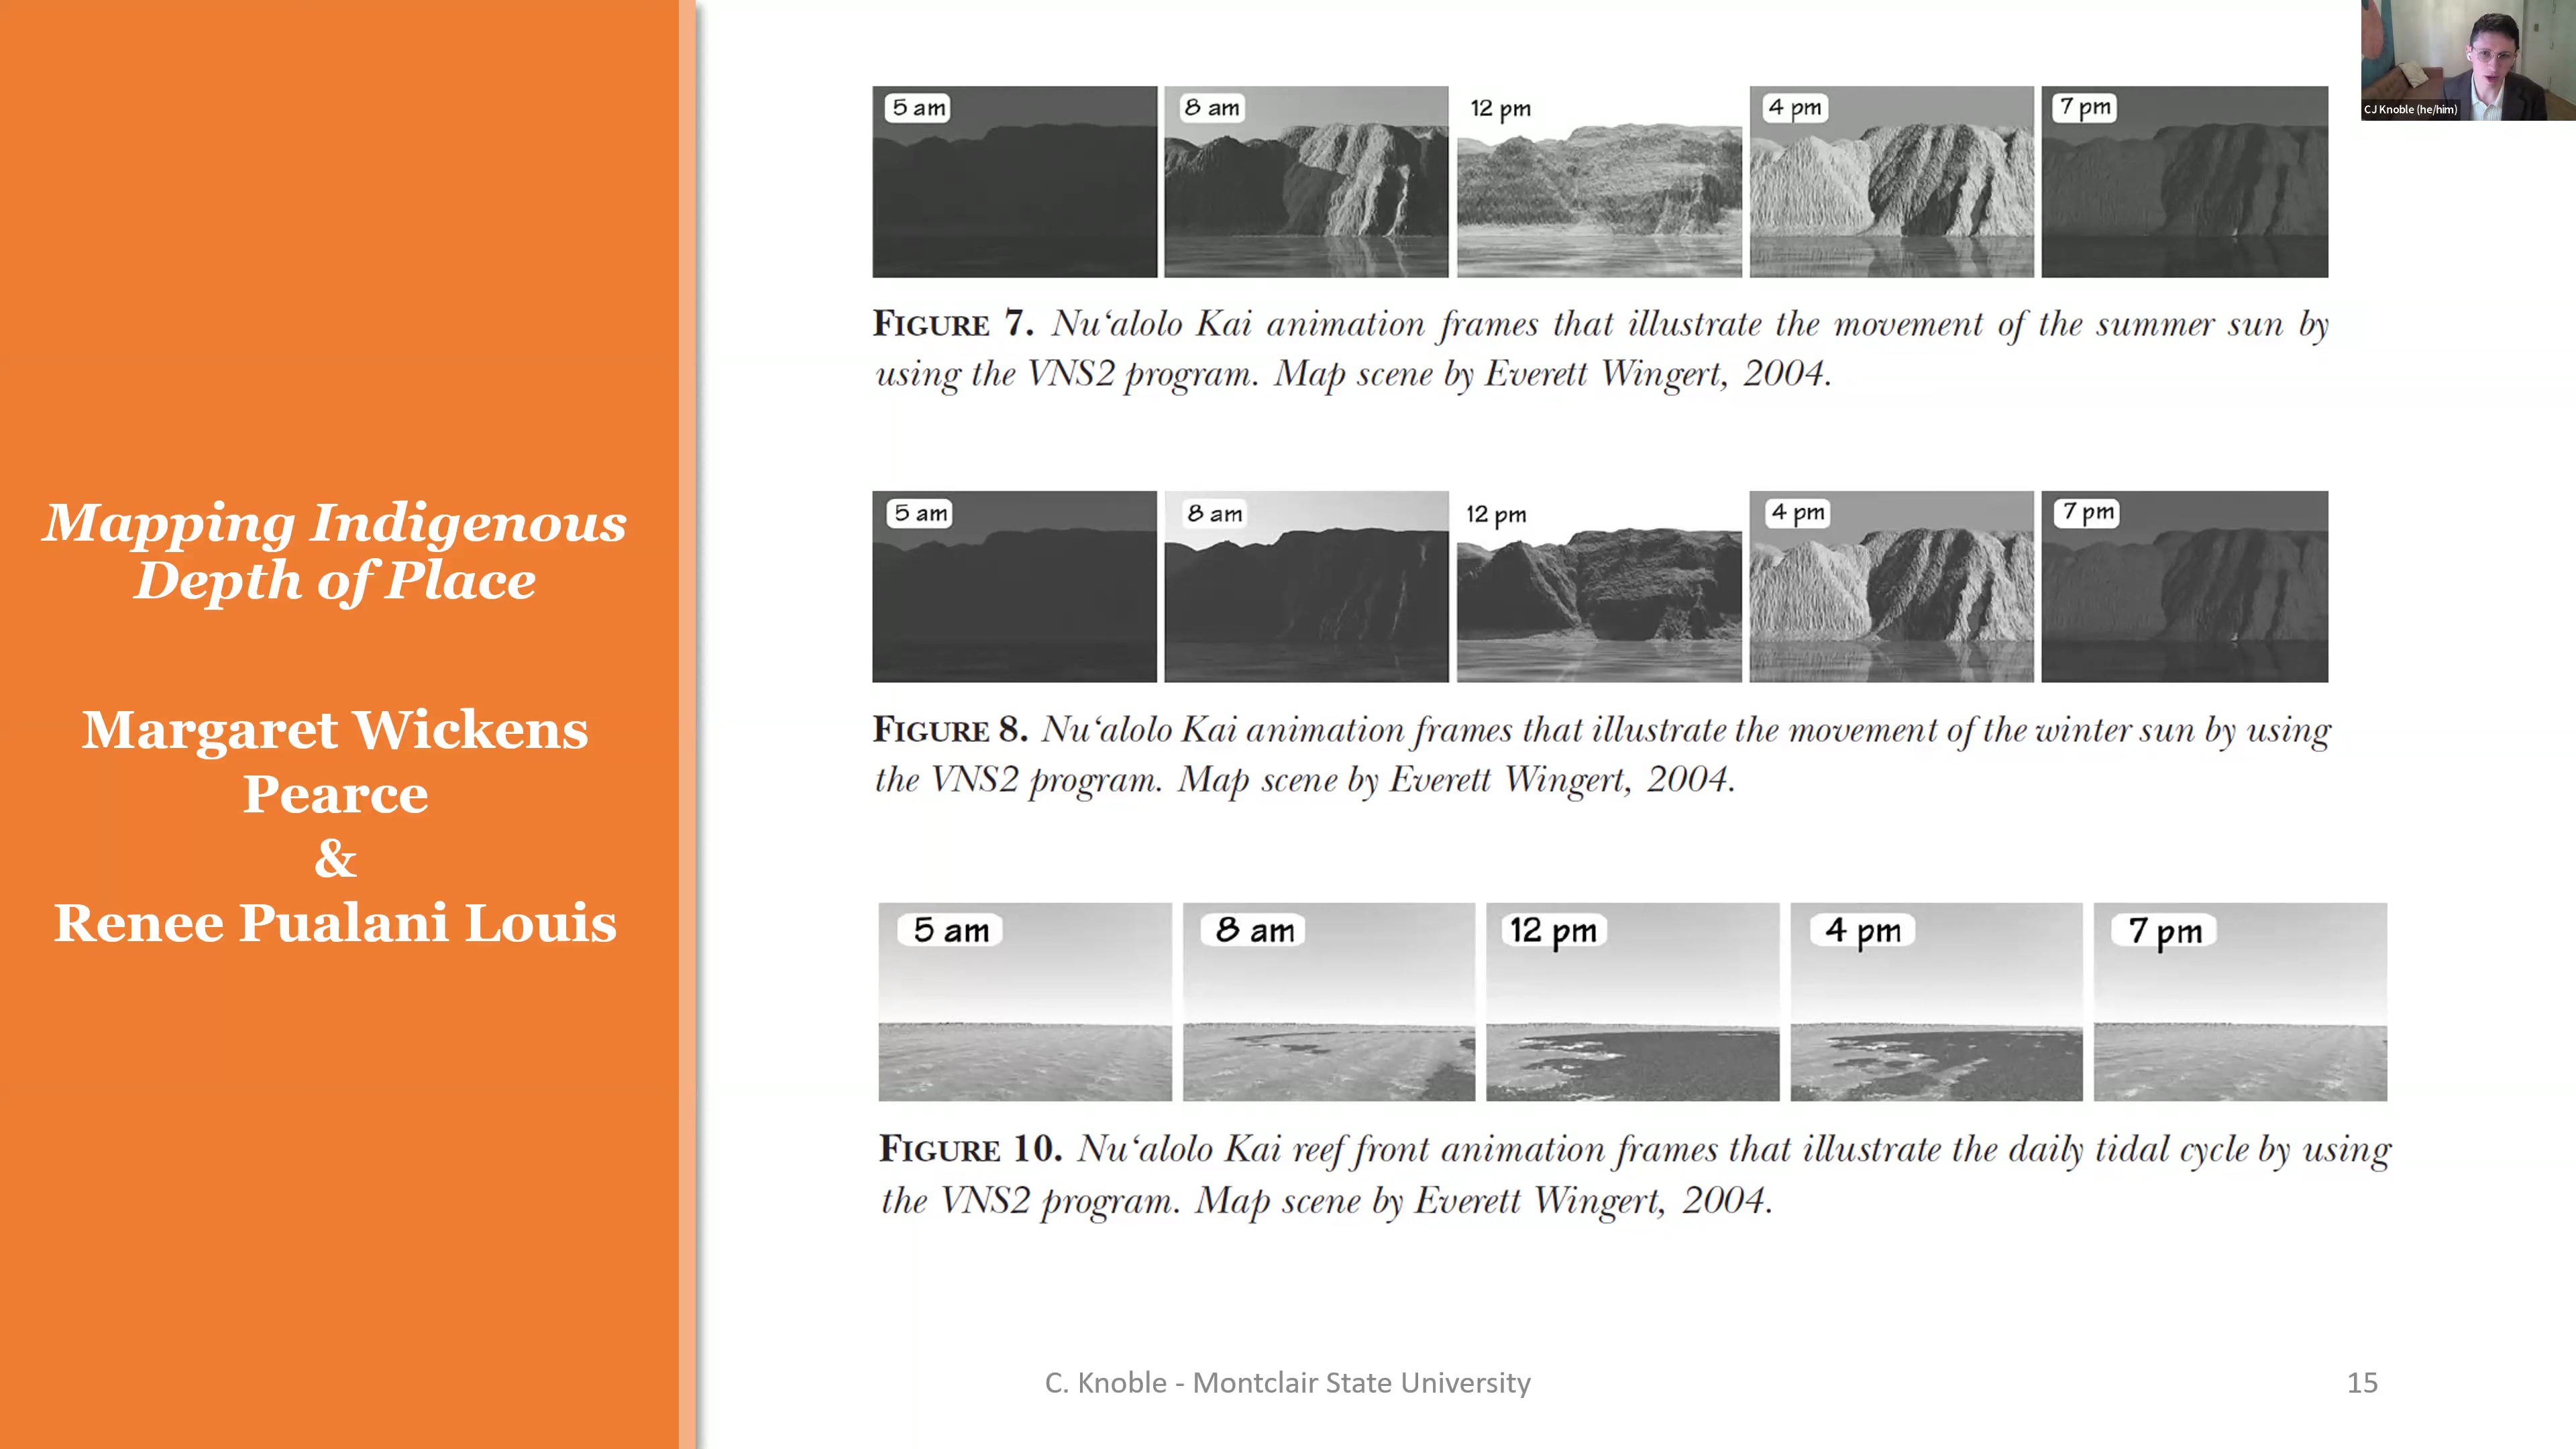 Mapping Indigenous
Depth of Place
Margaret Wickens
Pearce
&
Renee Pualani Louis
5 am
8 am
12 pm
4 pm
7 pm
FIGURE 7. Nu‘alolo Kai animation frames that illustrate the movement of the summer sun by
using the VNS2 program. Map scene by Everett Wingert, 2004.
5 am
8 am
12 pm
4 pm
7 pm
FIGURE 8. Nu‘alolo Kai animation frames that illustrate the movement of the winter sun by using
the VNS2 program. Map scene by Everett Wingert, 2004.
5 am
8 am
12 pm
4 pm
7 pm
FIGURE 10. Nu‘alolo Kai reef front animation frames that illustrate the daily tidal cycle by using
the VNS2 program. Map scene by Everett Wingert, 2004.
C. Knoble - Montclair State University
15
CJ Knoble (he/him)